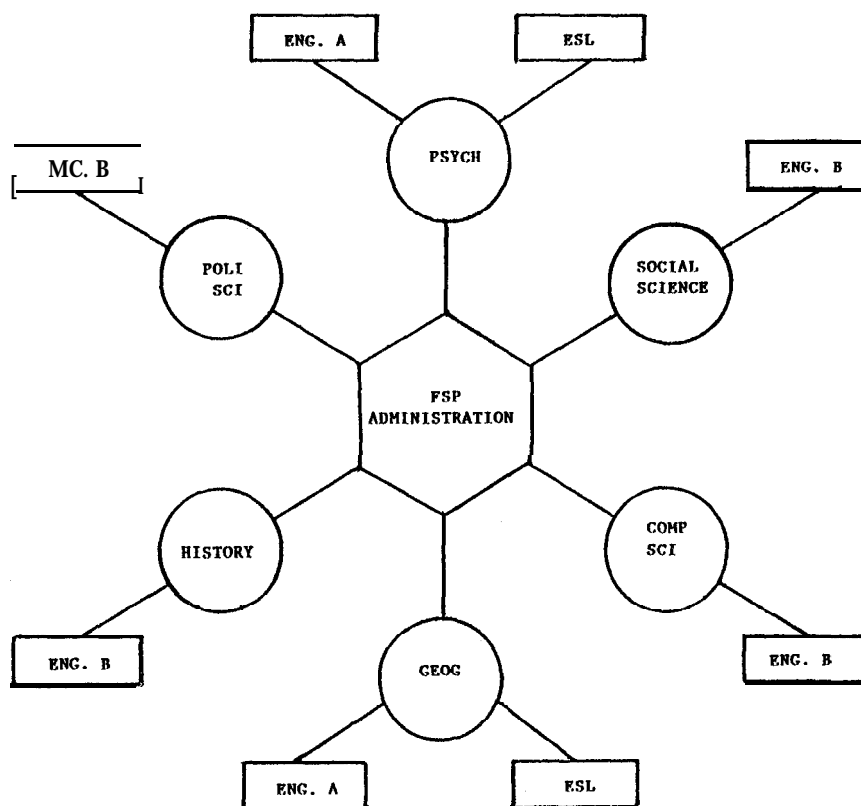 ENG. A
ESL
PSYCH
MC. B
ENG. B
POLI
SCI
SOCIAL
SCIENCE
FSP
ADMINISTRATION
HISTORY
COMP
SCI
ENG. B
GEOG
ENG. B
ENG. A
ESL